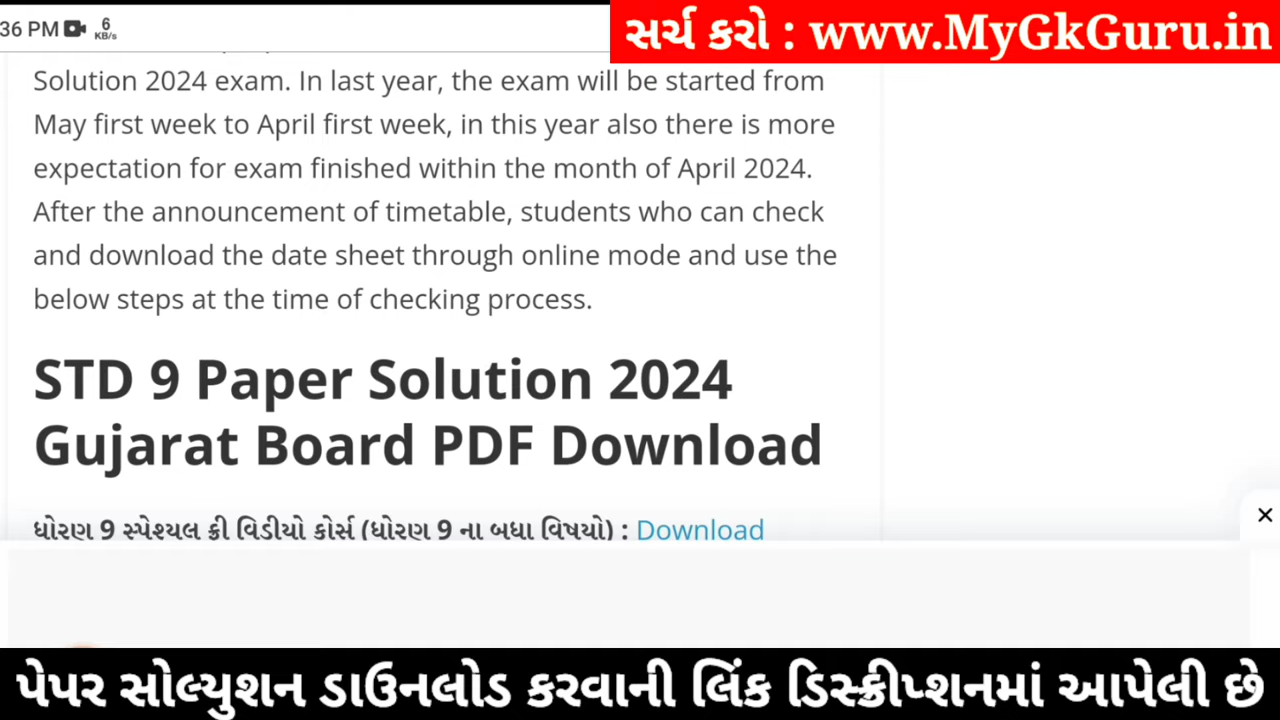 36 PM 6 KB/s
સર્ચ કરો : www.MyGkGuru.in
Solution 2024 exam. In last year, the exam will be started from
May first week to April first week, in this year also there is more
expectation for exam finished within the month of April 2024.
After the announcement of timetable, students who can check
and download the date sheet through online mode and use the
below steps at the time of checking process.
STD 9 Paper Solution 2024
Gujarat Board PDF Download
ધોરણ 9 સ્પેશ્યલ ફ્રી વિડીયો કોર્સ (ધોરણ 9 ના બધા વિષયો) : Download
પેપર સોલ્યુશન ડાઉનલોડ કરવાની લિંક ડિસ્ક્રીપ્શનમાં આપેલી છે